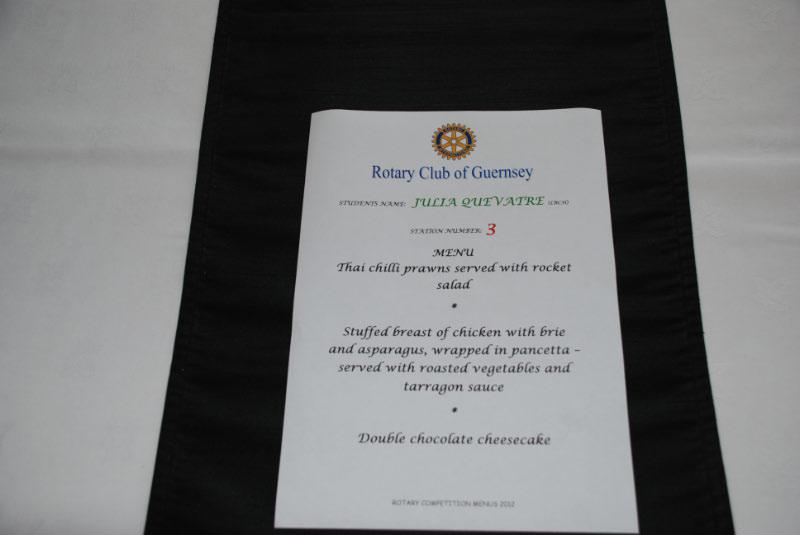 Rotary Club of Guernsey
STUDENTS NAME: JULIA QUEVATRE
STATION NUMBER: 3
MENU
Thai chilli prawns served with rocket
salad
*
Stuffed breast of chicken with brie
and asparagus, wrapped in pancetta –
served with roasted vegetables and
tarragon sauce
*
Double chocolate cheesecake
ROTARY COMPETITION MENUS 2012